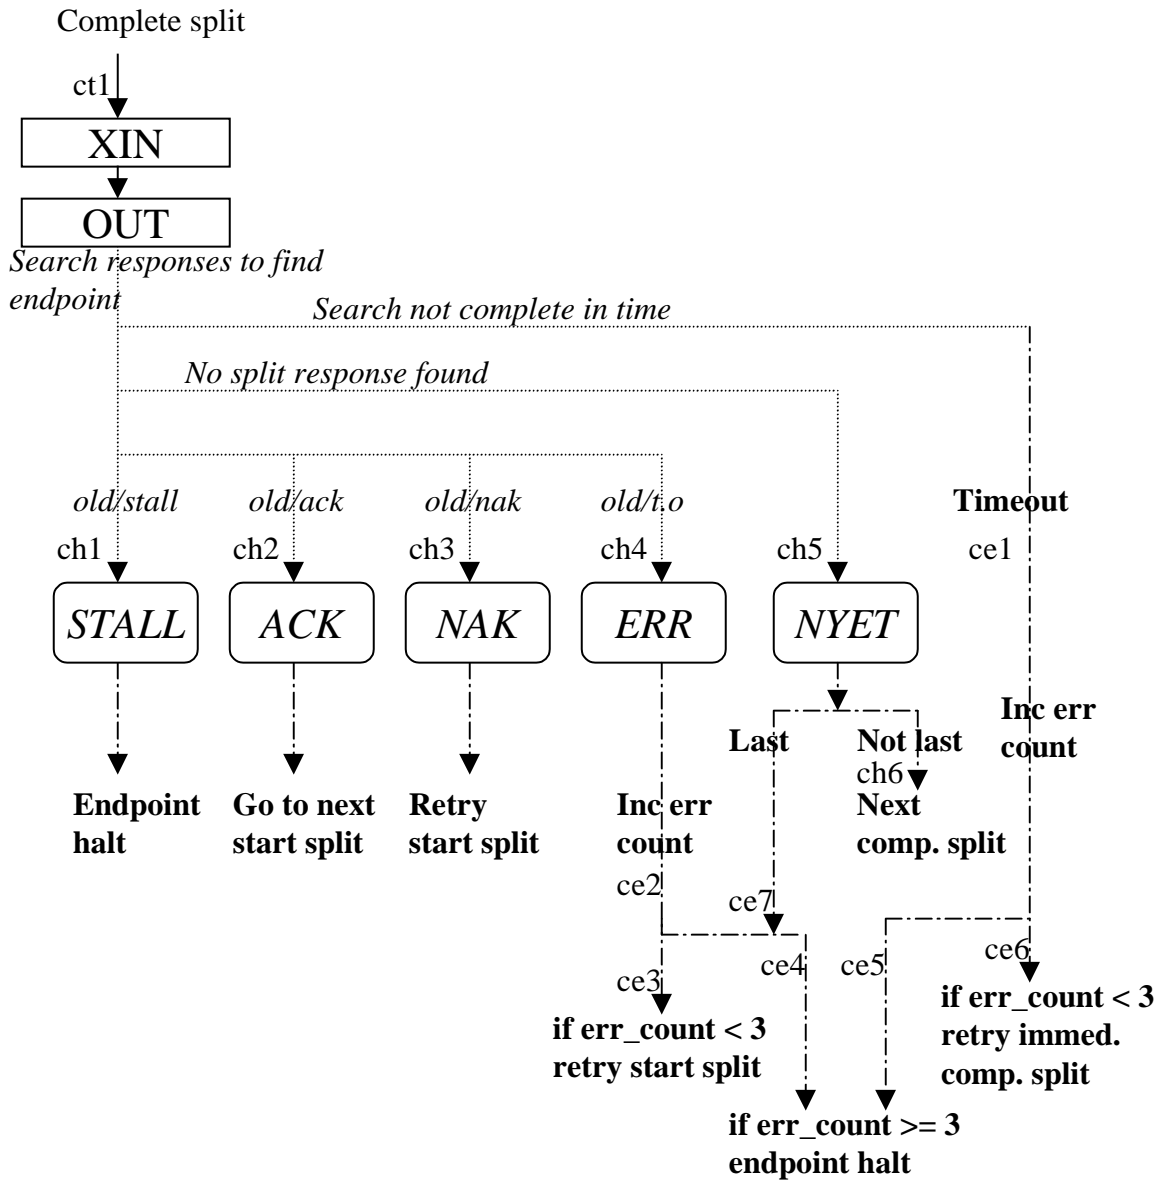 Complete split
ct1
XIN
OUT
Search responses to find
endpoint
Search not complete in time
No split response found
old/stall
old/ack
old/nak
old/t.o
Timeout
ch1
ch2
ch3
ch4
ch5
ce1
STALL
ACK
NAK
ERR
NYET
Inc err
count
Last
Not last
ch6
Endpoint
halt
Go to next
start split
Retry
start split
Inc err
count
Next
comp. split
ce2
ce7
ce3
ce4
ce5
ce6
if err_count < 3
retry start split
if err_count < 3
retry immed.
comp. split
if err_count >= 3
endpoint halt